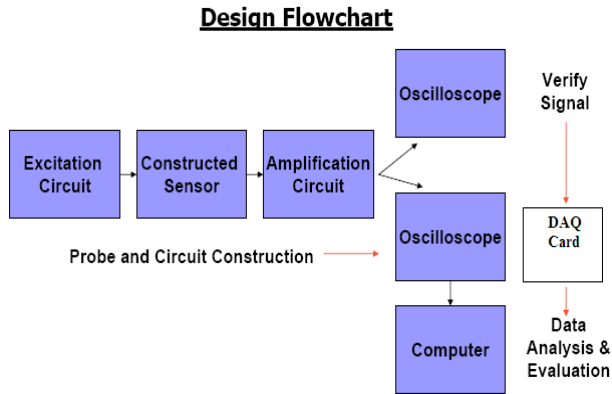 Design Flowchart
Oscilloscope
Verify
Signal
Excitation
Circuit
Constructed
Sensor
Amplification
Circuit
Oscilloscope
DAQ
Card
Probe and Circuit Construction
Computer
Data
Analysis &
Evaluation